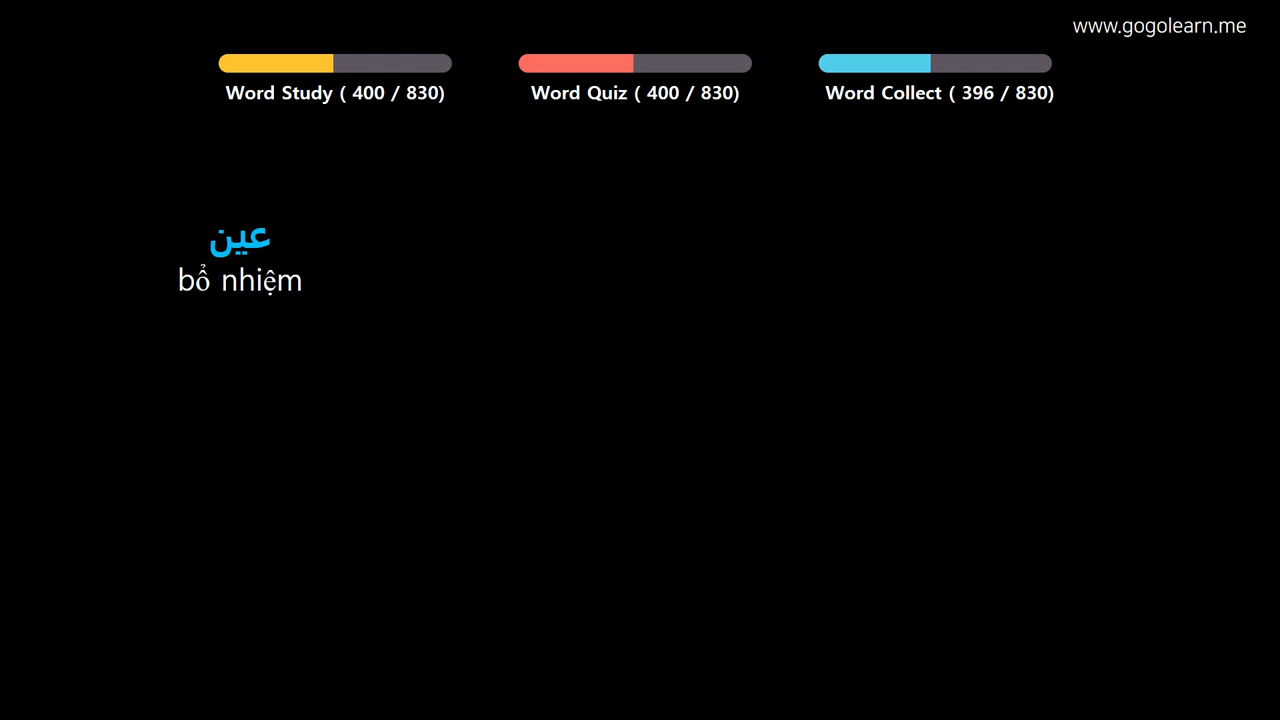 www.gogolearn.me
Word Study ( 400 / 830)
Word Quiz ( 400 / 830)
Word Collect ( 396 / 830)
عين
bổ nhiệm